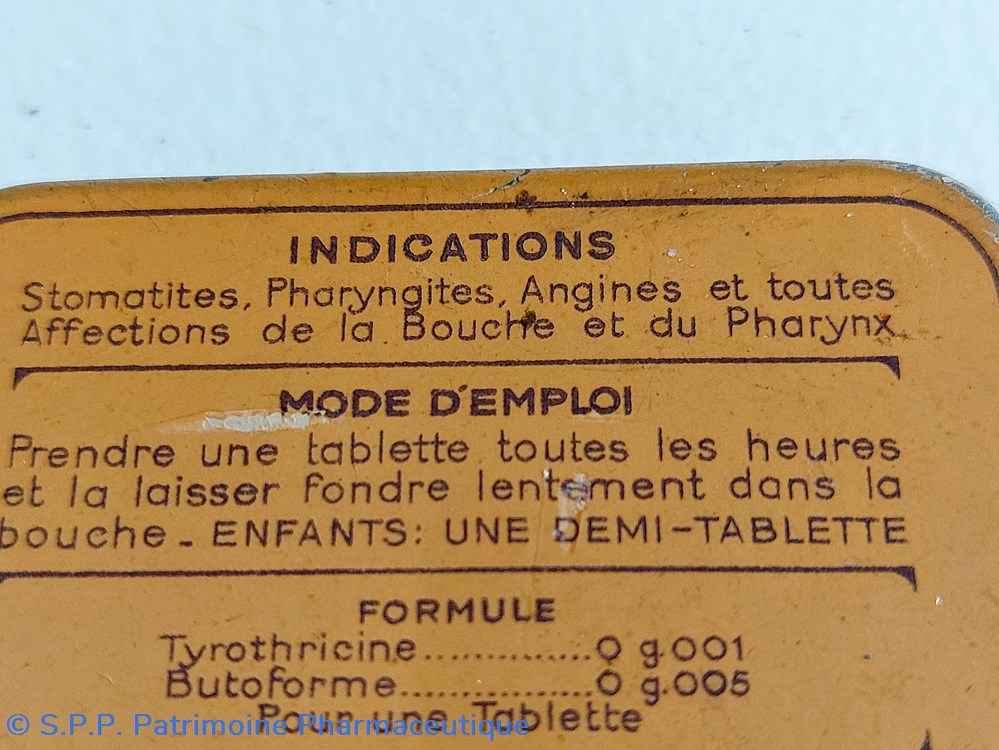 INDICATIONS
Stomatites, Pharyngites, Angines et toutes
Affections de la Bouche et du Pharynx
MODE D'EMPLOI
Prendre une tablette toutes les heures
et la laisser fondre lentement dans la
bouche - ENFANTS: UNE DEMI-TABLETTE
FORMULE
Tyrothricine..............0 g.001
Butoforme.................0 g.005
Pour une Tablette
© S.P.P. Patrimoine Pharmaceutique